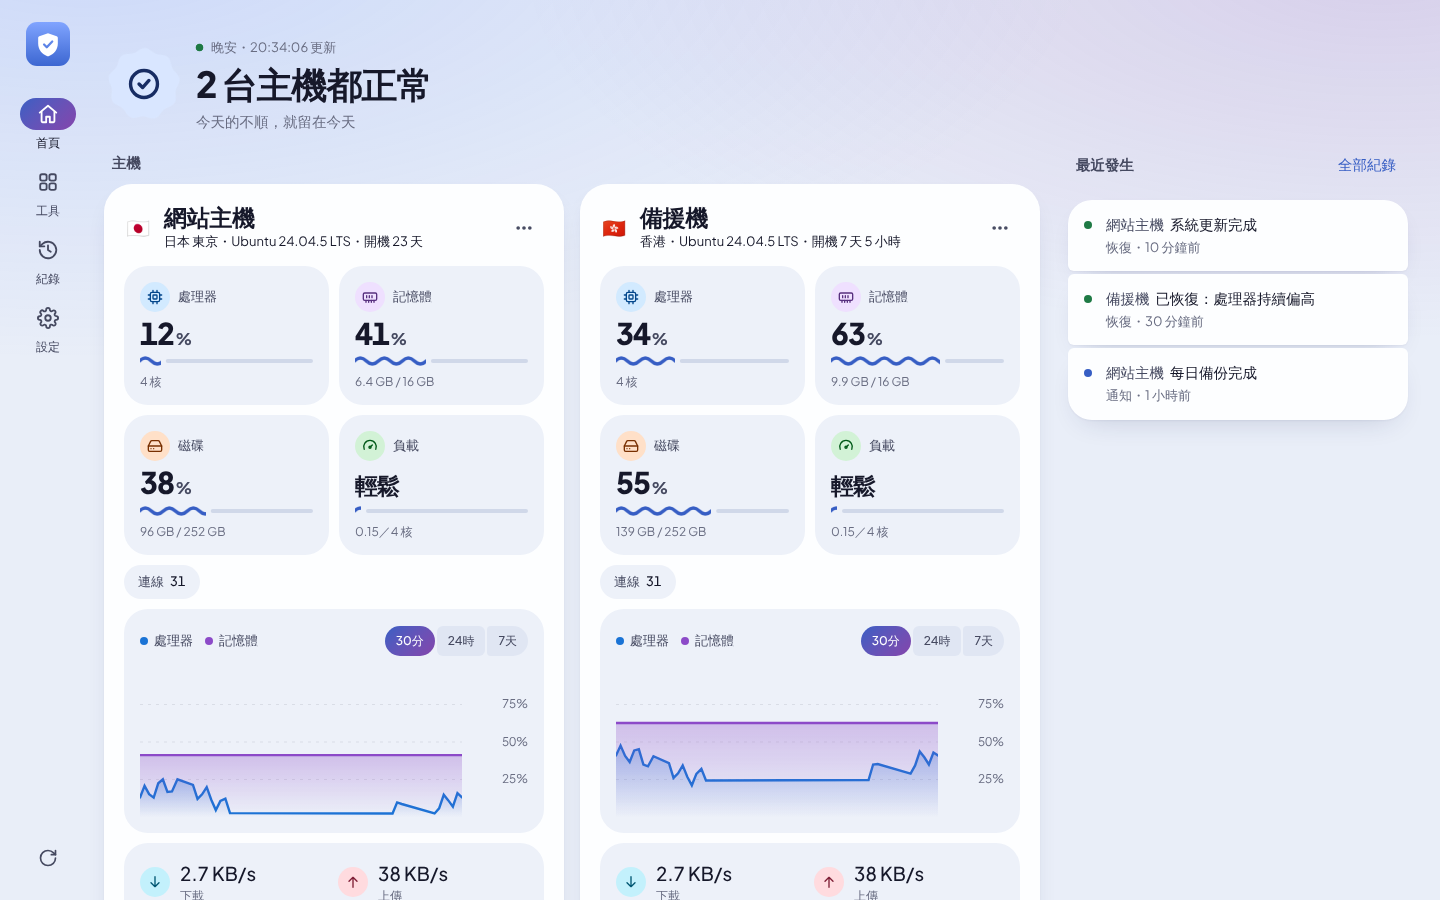 晚安・20:34:06 更新
2 台主機都正常
今天的不順，就留在今天
首頁
工具
紀錄
設定
主機
網站主機
日本 東京・Ubuntu 24.04.5 LTS・開機 23 天
處理器
12%
4 核
記憶體
41%
6.4 GB / 16 GB
磁碟
38%
96 GB / 252 GB
負載
輕鬆
0.15／4 核
連線 31
處理器 記憶體
30分 24時 7天
75%
50%
25%
2.7 KB/s
下載
38 KB/s
上傳
備援機
香港・Ubuntu 24.04.5 LTS・開機 7 天 5 小時
處理器
34%
4 核
記憶體
63%
9.9 GB / 16 GB
磁碟
55%
139 GB / 252 GB
負載
輕鬆
0.15／4 核
連線 31
處理器 記憶體
30分 24時 7天
75%
50%
25%
2.7 KB/s
下載
38 KB/s
上傳
最近發生 全部紀錄
網站主機 系統更新完成
恢復・10 分鐘前
備援機 已恢復：處理器持續偏高
恢復・30 分鐘前
網站主機 每日備份完成
通知・1 小時前